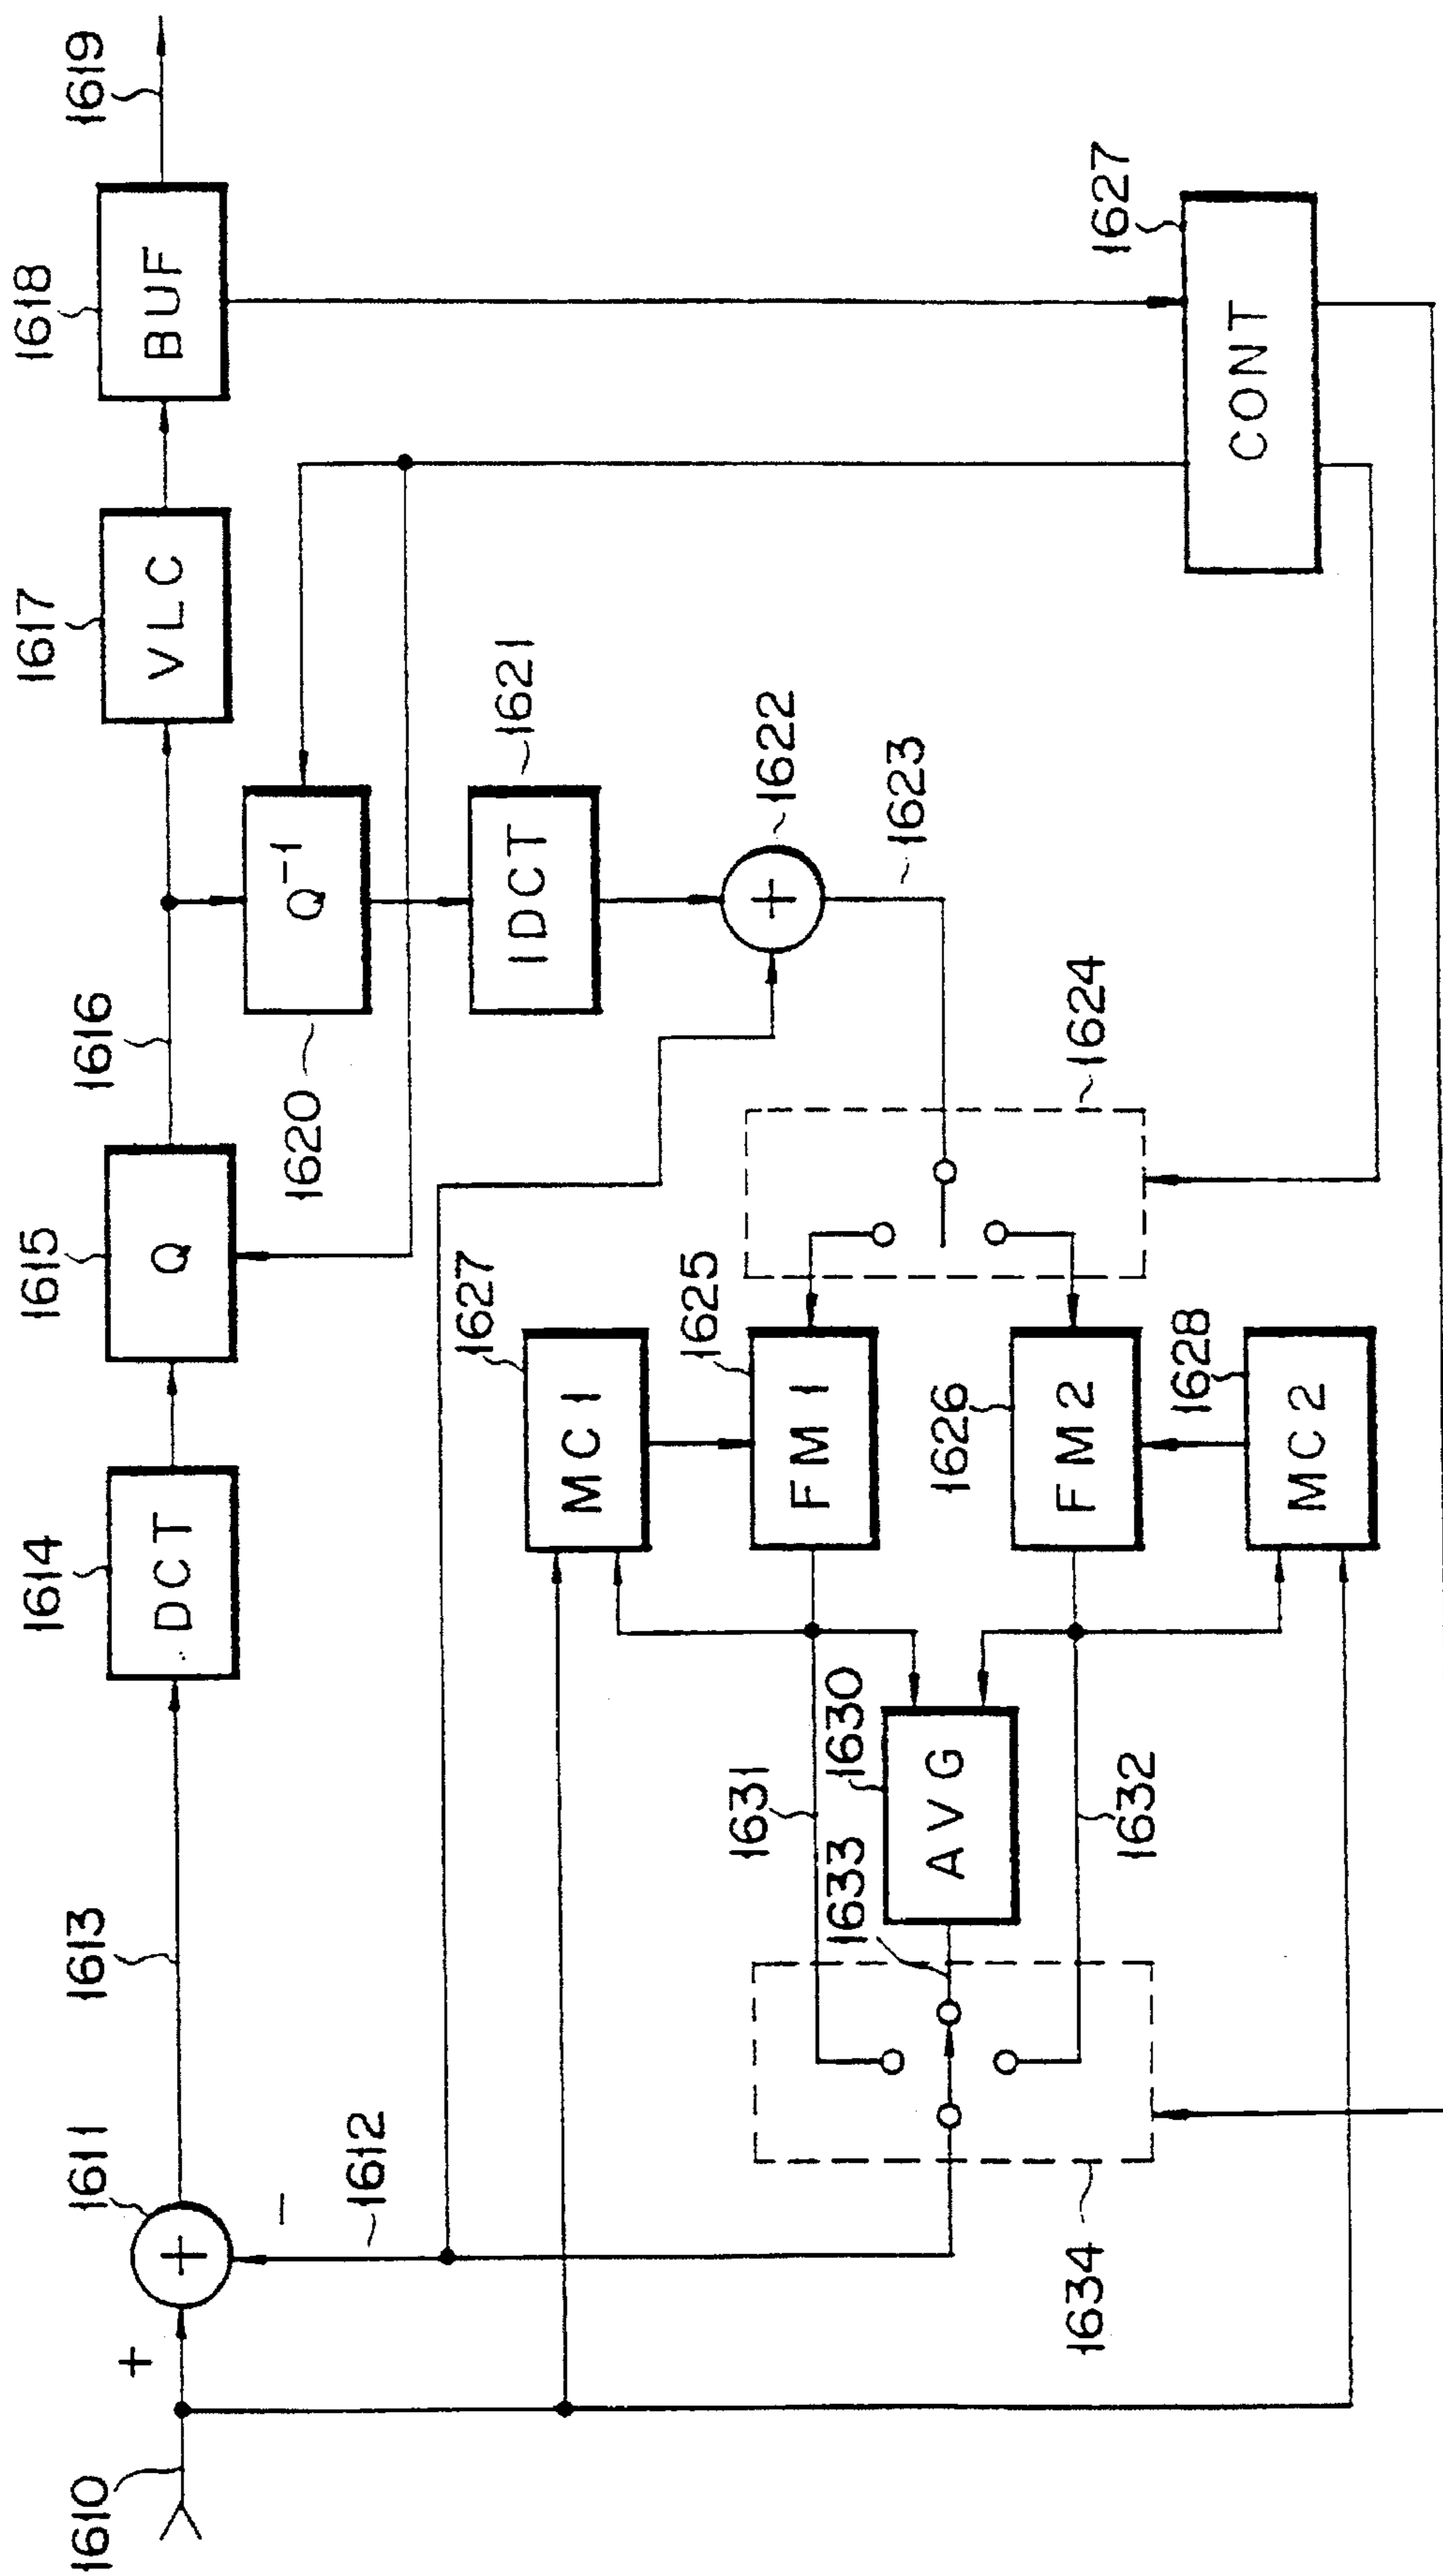 1610
+
1611
−
1612
1613
1614
DCT
1615
Q
1616
1617
VLC
1618
BUF
1619
1620
Q⁻¹
1621
IDCT
1622
+
1623
1624
1627
MC1
1625
FM1
1626
FM2
1628
MC2
1630
AVG
1631
1632
1633
1634
1627
CONT
+